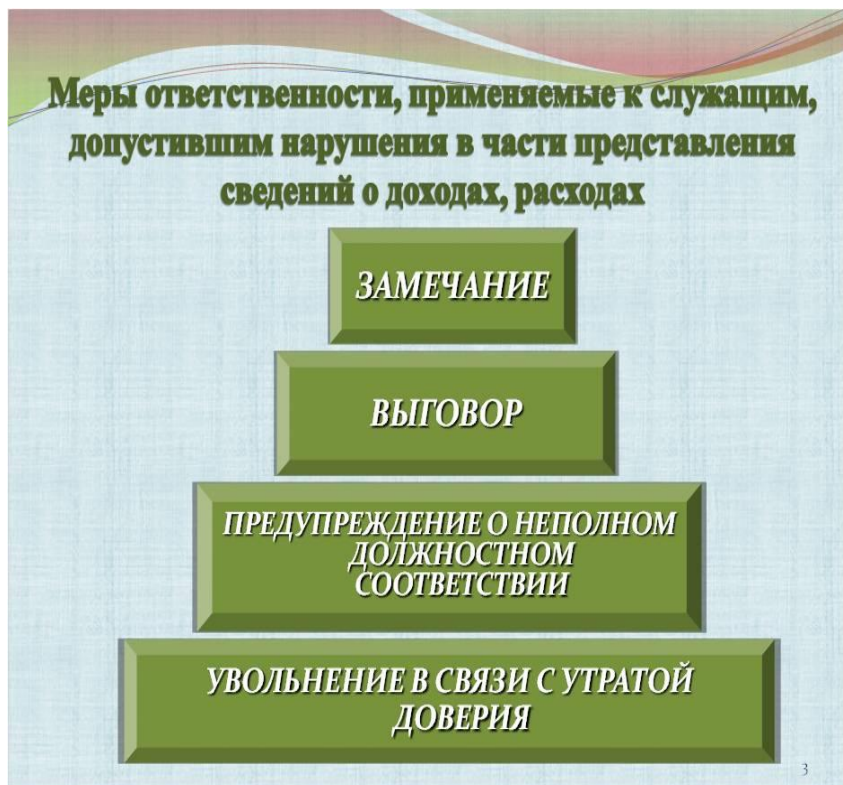 Меры ответственности, применяемые к служащим,
допустившим нарушения в части представления
сведений о доходах, расходах
ЗАМЕЧАНИЕ
ВЫГОВОР
ПРЕДУПРЕЖДЕНИЕ О НЕПОЛНОМ
ДОЛЖНОСТНОМ
СООТВЕТСТВИИ
УВОЛЬНЕНИЕ В СВЯЗИ С УТРАТОЙ
ДОВЕРИЯ
3